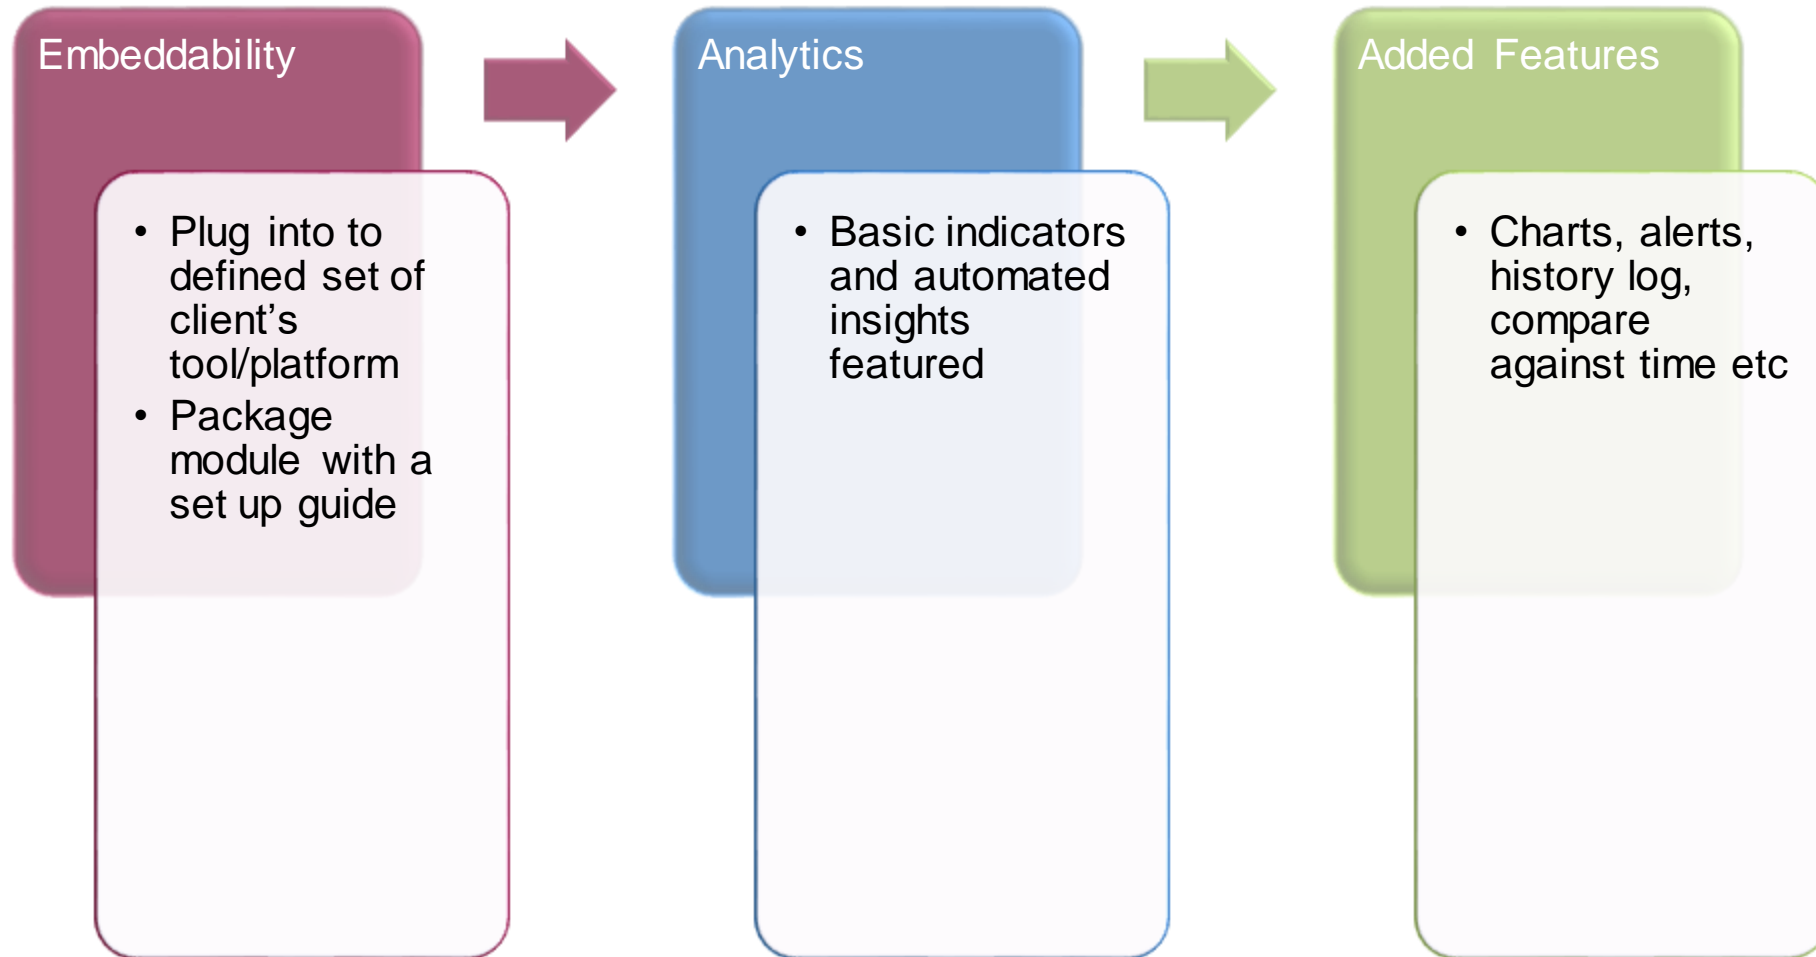 Embeddability
• Plug into to
defined set of
client’s
tool/platform
• Package
module with a
set up guide
Analytics
• Basic indicators
and automated
insights
featured
Added Features
• Charts, alerts,
history log,
compare
against time etc